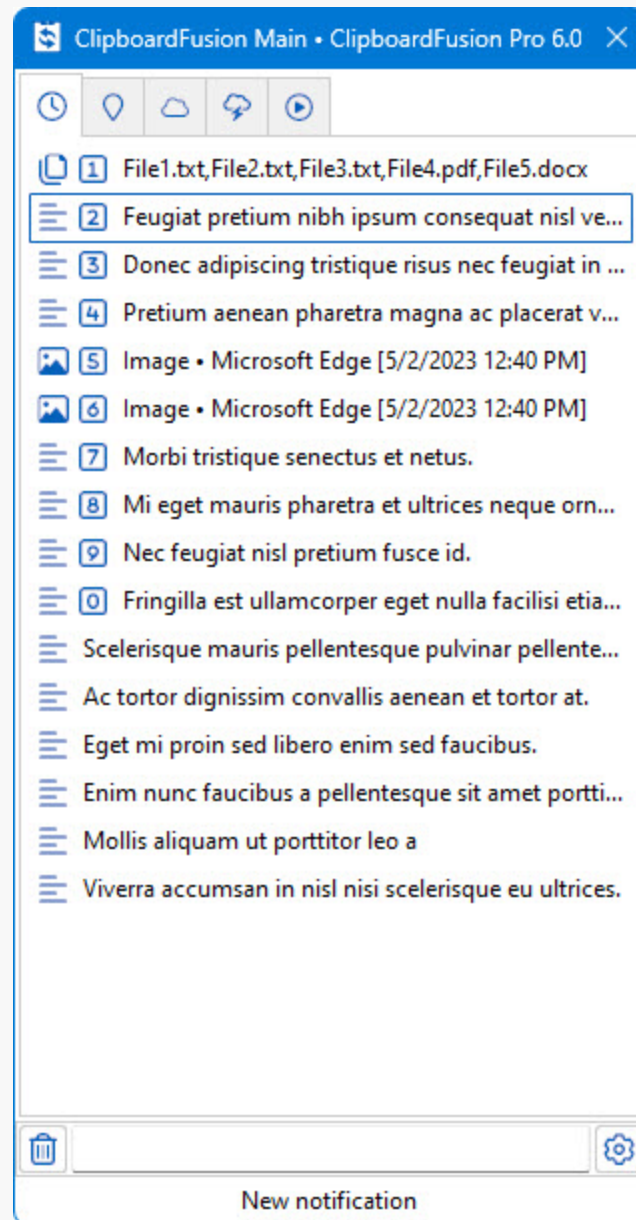 ClipboardFusion Main • ClipboardFusion Pro 6.0
1 File1.txt,File2.txt,File3.txt,File4.pdf,File5.docx
2 Feugiat pretium nibh ipsum consequat nisl ve...
3 Donec adipiscing tristique risus nec feugiat in ...
4 Pretium aenean pharetra magna ac placerat v...
5 Image • Microsoft Edge [5/2/2023 12:40 PM]
6 Image • Microsoft Edge [5/2/2023 12:40 PM]
7 Morbi tristique senectus et netus.
8 Mi eget mauris pharetra et ultrices neque orn...
9 Nec feugiat nisl pretium fusce id.
0 Fringilla est ullamcorper eget nulla facilisi etia...
Scelerisque mauris pellentesque pulvinar pellente...
Ac tortor dignissim convallis aenean et tortor at.
Eget mi proin sed libero enim sed faucibus.
Enim nunc faucibus a pellentesque sit amet portti...
Mollis aliquam ut porttitor leo a
Viverra accumsan in nisl nisi scelerisque eu ultrices.
New notification